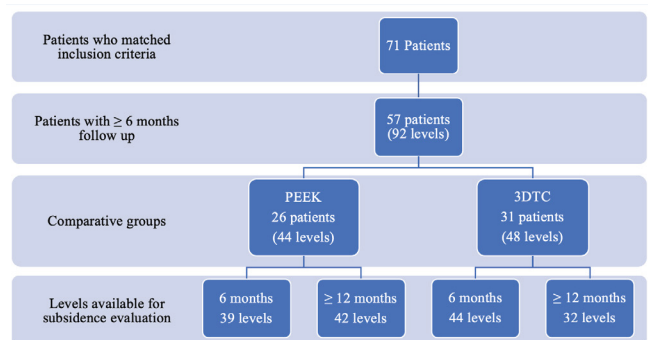 Patients who matched
inclusion criteria
71 Patients
Patients with ≥ 6 months
follow up
57 patients
(92 levels)
Comparative groups
PEEK
26 patients
(44 levels)
3DTC
31 patients
(48 levels)
Levels available for
subsidence evaluation
6 months
39 levels
≥ 12 months
42 levels
6 months
44 levels
≥ 12 months
32 levels